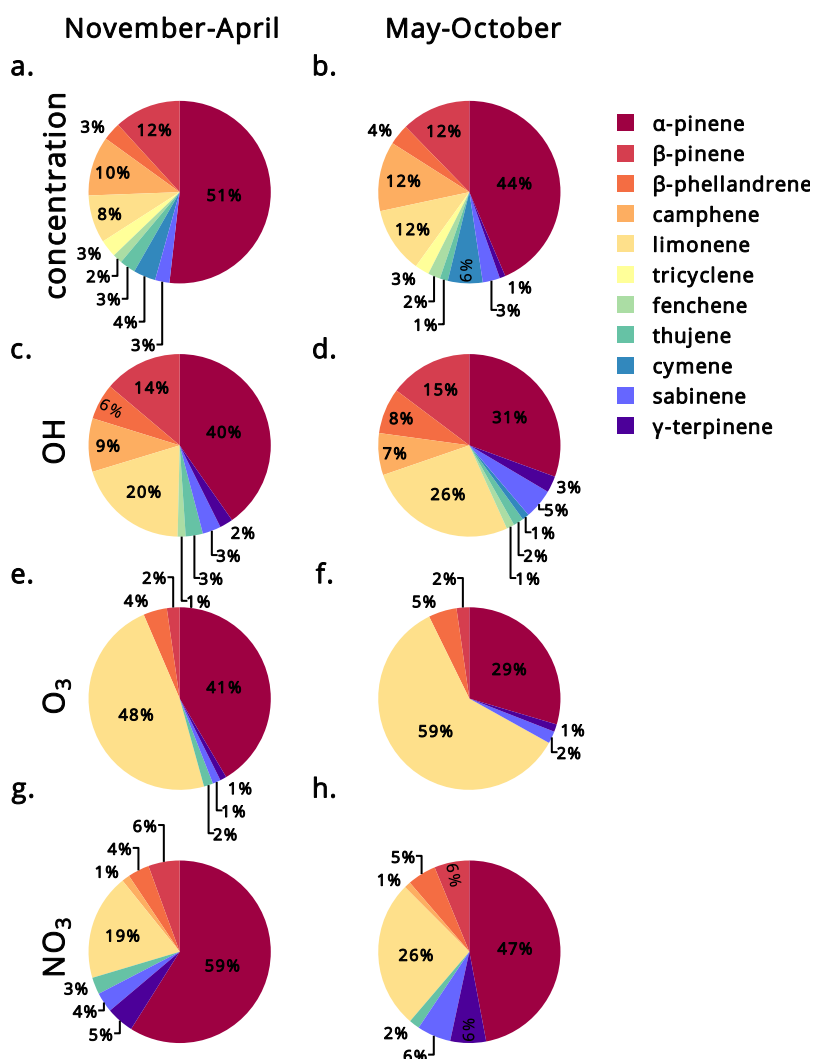 November-April
May-October
a.
b.
concentration
51%
12%
3%
10%
8%
3%
2%
3%
4%
3%
44%
12%
4%
12%
12%
3%
2%
1%
6%
3%
1%
α-pinene
β-pinene
β-phellandrene
camphene
limonene
tricyclene
fenchene
thujene
cymene
sabinene
γ-terpinene
c.
d.
OH
40%
14%
6%
9%
20%
1%
3%
3%
2%
31%
15%
8%
7%
26%
1%
2%
1%
5%
3%
e.
f.
O3
41%
2%
4%
48%
2%
1%
1%
29%
2%
5%
59%
2%
1%
g.
h.
NO3
59%
6%
4%
1%
19%
3%
4%
5%
47%
6%
5%
1%
26%
2%
6%
6%